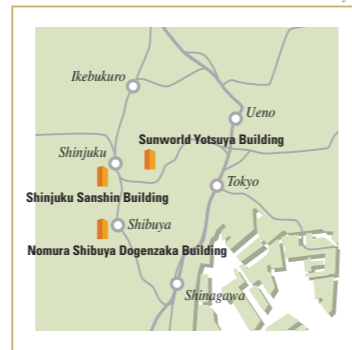 Ikebukuro
Ueno
Sunworld Yotsuya Building
Shinjuku
Tokyo
Shinjuku Sanshin Building
Shibuya
Nomura Shibuya Dogenzaka Building
Shinagawa